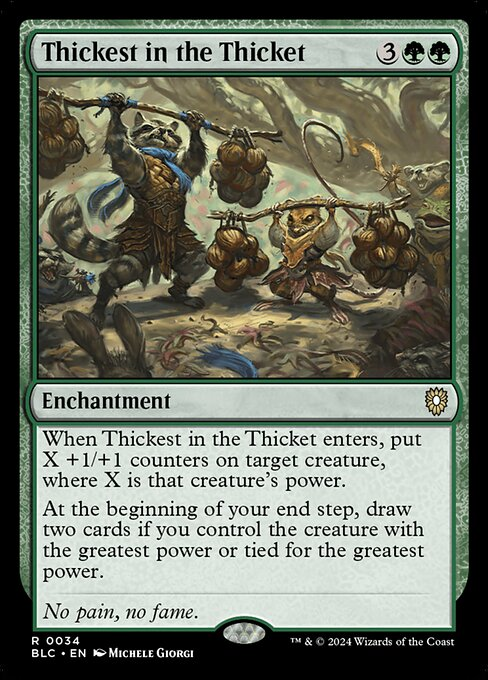 Thickest in the Thicket 3
Enchantment
When Thickest in the Thicket enters, put
X +1/+1 counters on target creature,
where X is that creature's power.
At the beginning of your end step, draw
two cards if you control the creature with
the greatest power or tied for the greatest
power.
No pain, no fame.
R 0034 ™ & © 2024 Wizards of the Coast
BLC • EN Michele Giorgi